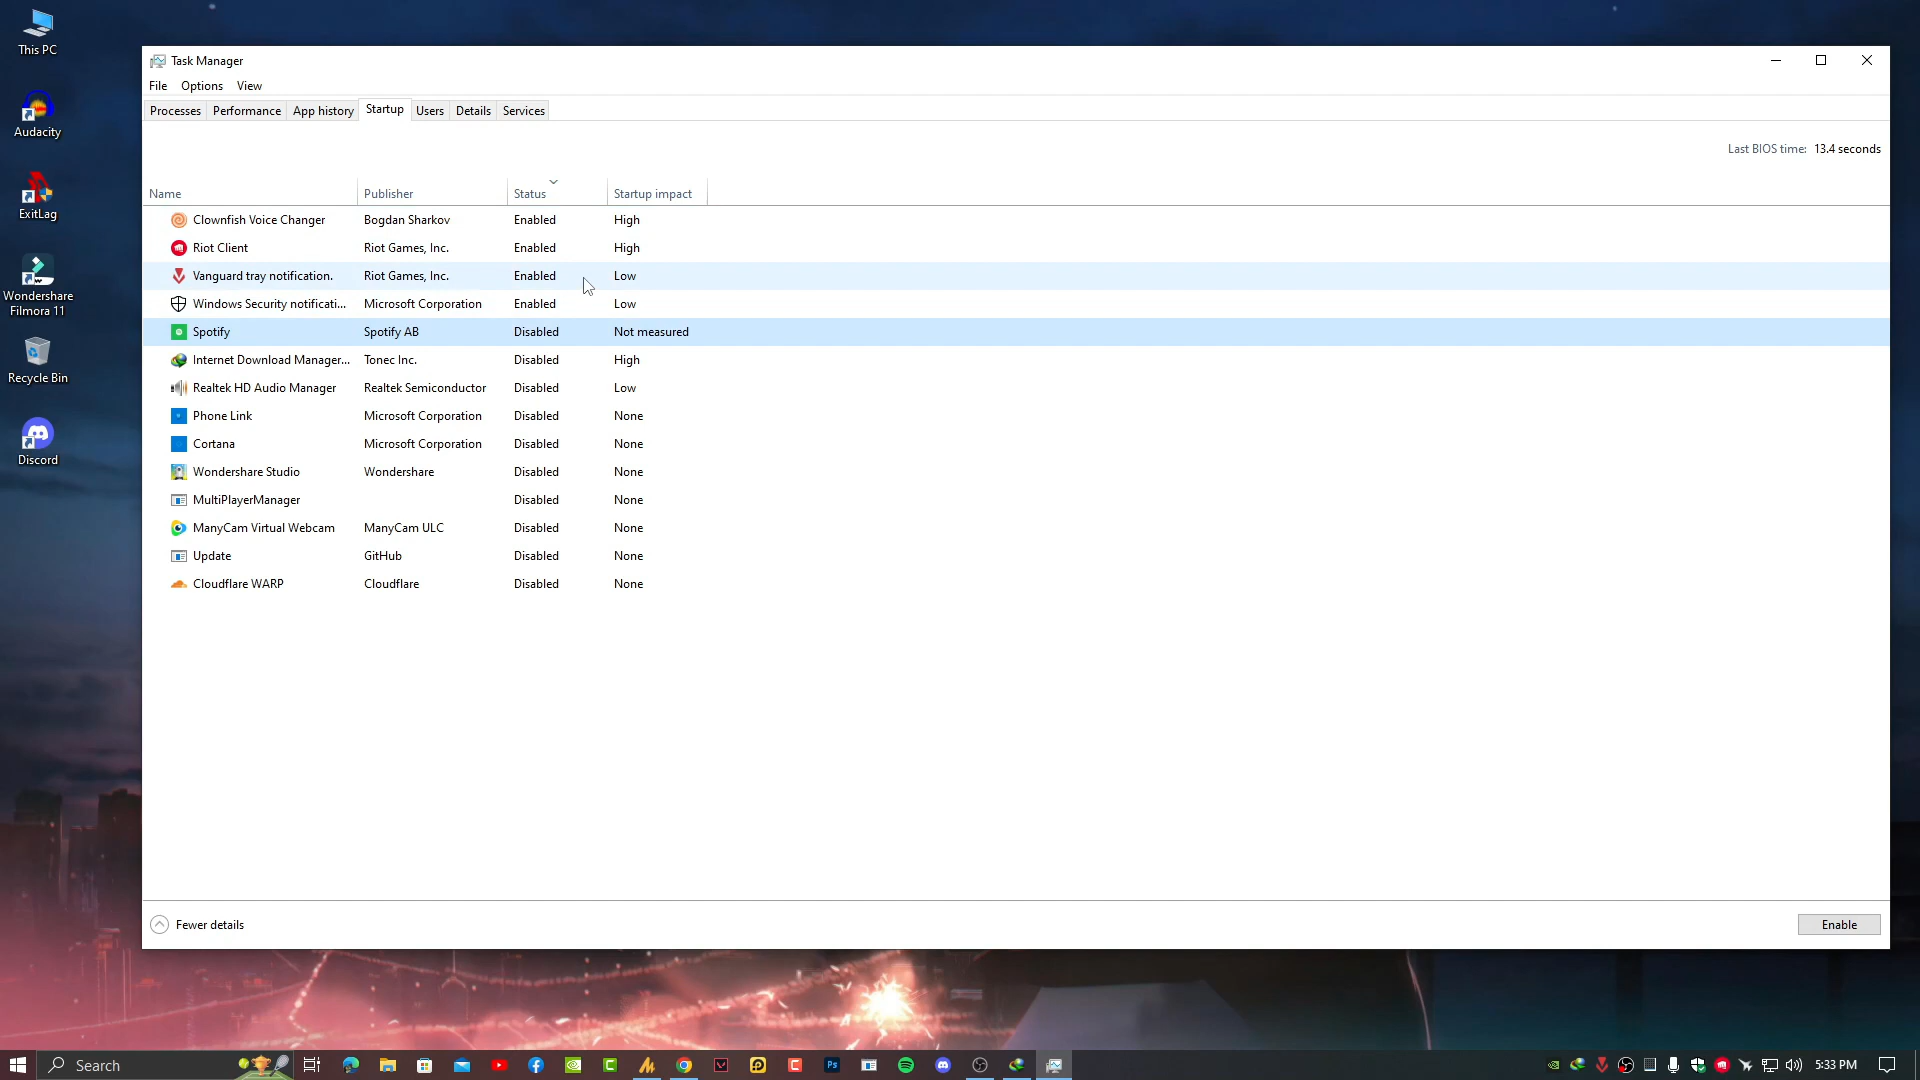 This PC
Audacity
ExitLag
Wondershare
Filmora 11
Recycle Bin
Discord
Task Manager
File Options View
Processes Performance App history Startup Users Details Services
Last BIOS time: 13.4 seconds
Name Publisher Status Startup impact
Clownfish Voice Changer Bogdan Sharkov Enabled High
Riot Client Riot Games, Inc. Enabled High
Vanguard tray notification. Riot Games, Inc. Enabled Low
Windows Security notificati... Microsoft Corporation Enabled Low
Spotify Spotify AB Disabled Not measured
Internet Download Manager... Tonec Inc. Disabled High
Realtek HD Audio Manager Realtek Semiconductor Disabled Low
Phone Link Microsoft Corporation Disabled None
Cortana Microsoft Corporation Disabled None
Wondershare Studio Wondershare Disabled None
MultiPlayerManager Disabled None
ManyCam Virtual Webcam ManyCam ULC Disabled None
Update GitHub Disabled None
Cloudflare WARP Cloudflare Disabled None
Fewer details
Enable
Search
Ps
5:33 PM